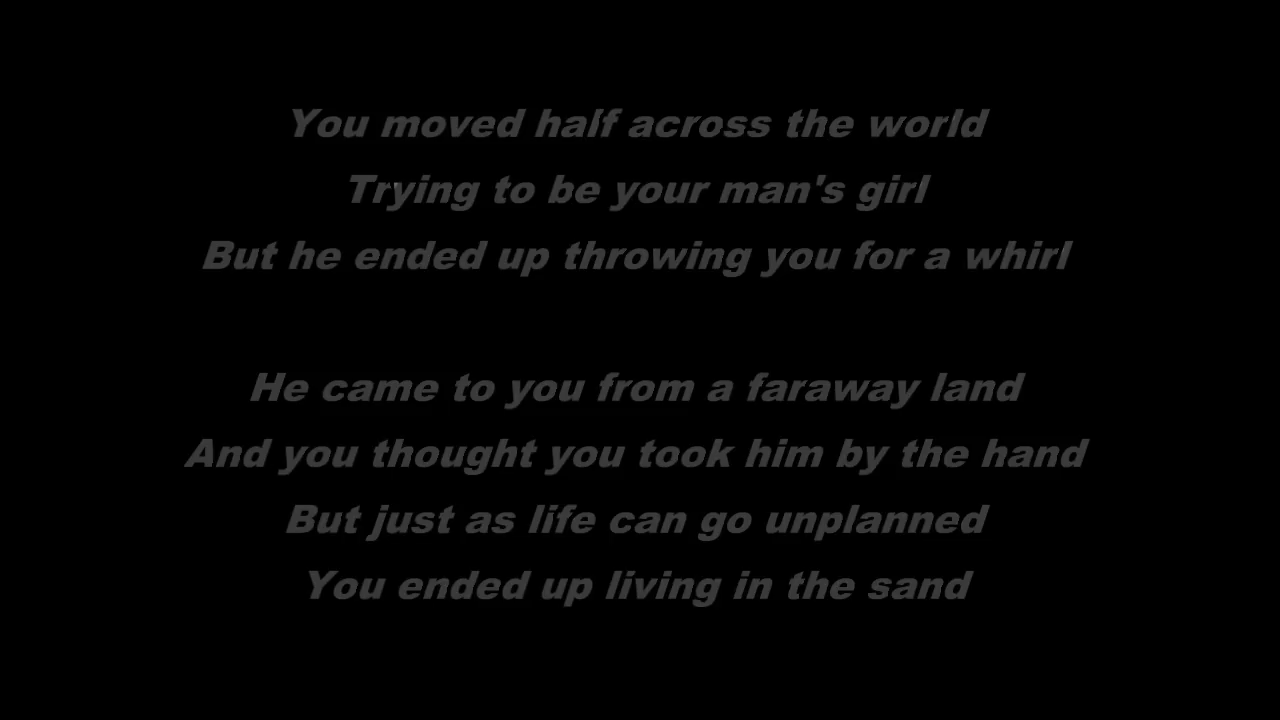 You moved half across the world
Trying to be your man's girl
But he ended up throwing you for a whirl
He came to you from a faraway land
And you thought you took him by the hand
But just as life can go unplanned
You ended up living in the sand